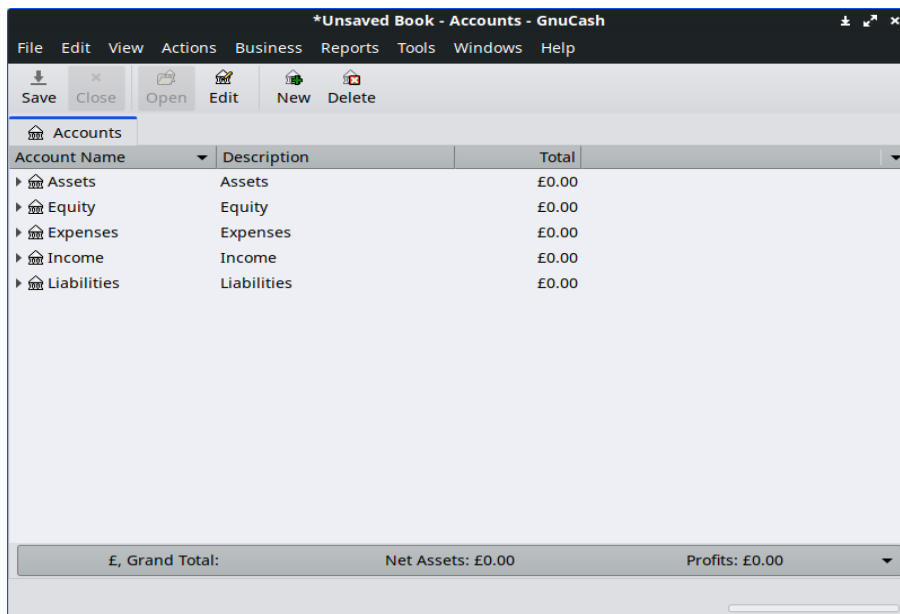 *Unsaved Book - Accounts - GnuCash
File Edit View Actions Business Reports Tools Windows Help
Save Close Open Edit New Delete
Accounts
Account Name Description Total
Assets Assets £0.00
Equity Equity £0.00
Expenses Expenses £0.00
Income Income £0.00
Liabilities Liabilities £0.00
£, Grand Total: Net Assets: £0.00 Profits: £0.00